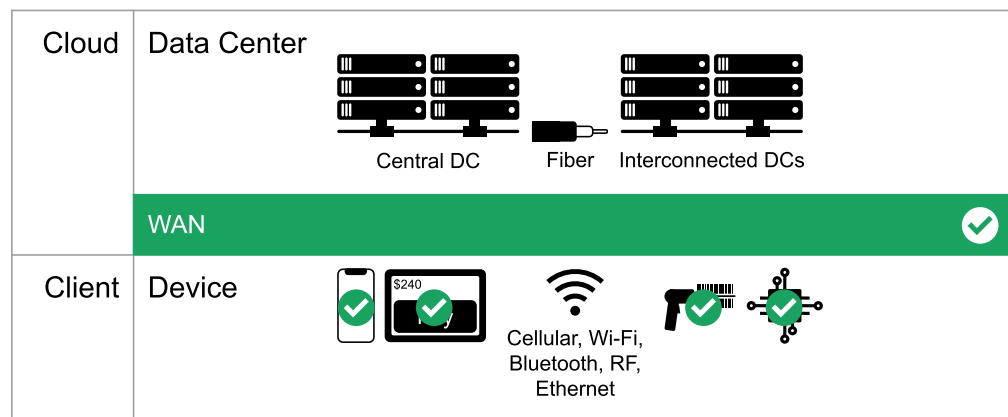 Cloud
Data Center
Central DC
Fiber
Interconnected DCs
WAN
Client
Device
$240
Cellular, Wi-Fi,
Bluetooth, RF,
Ethernet